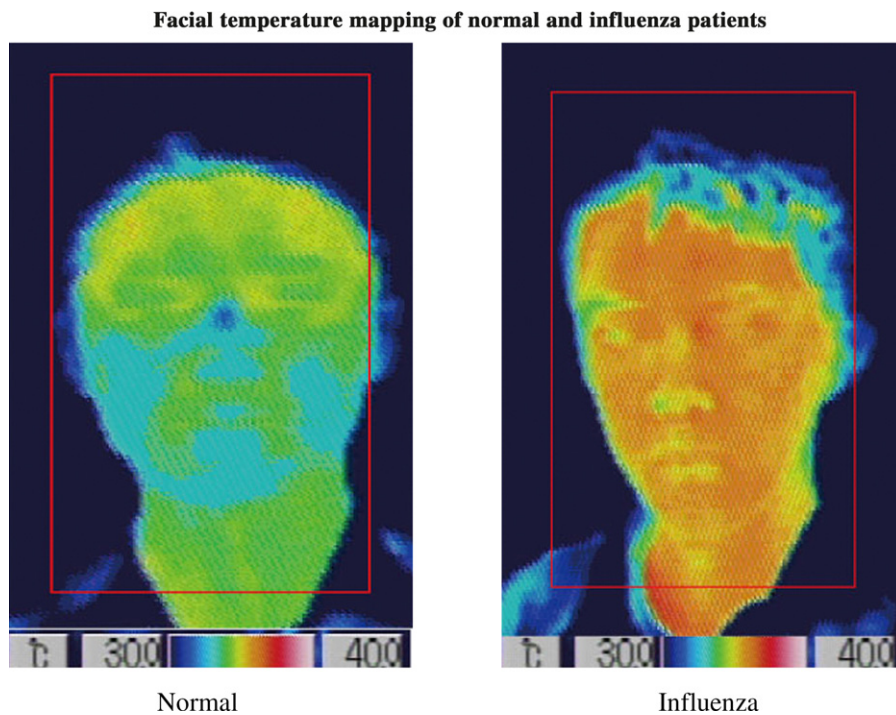 Facial temperature mapping of normal and influenza patients
℃ 30.0 40.0
℃ 30.0 40.0
Normal
Influenza